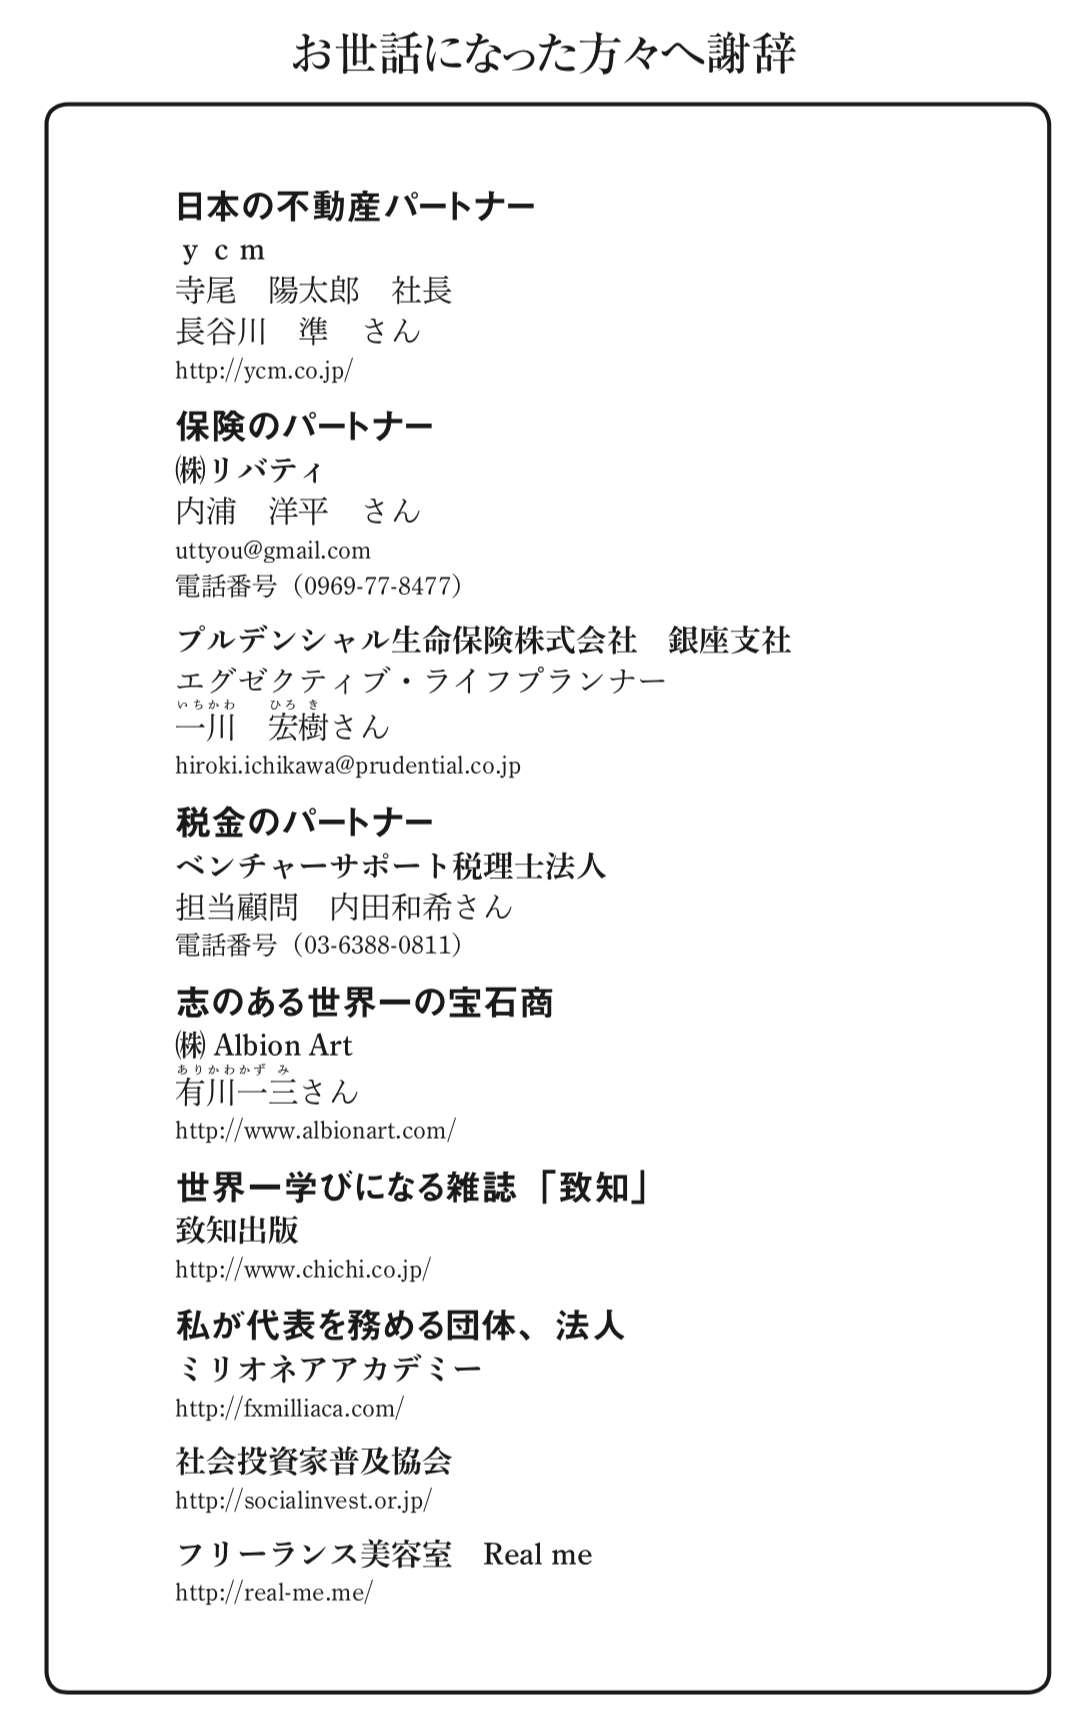 お世話になった方々へ謝辞
日本の不動産パートナー
ｙｃｍ
寺尾　陽太郎　社長
長谷川　準　さん
http://ycm.co.jp/
保険のパートナー
㈱リバティ
内浦　洋平　さん
uttyou@gmail.com
電話番号（0969-77-8477）
プルデンシャル生命保険株式会社　銀座支社
エグゼクティブ・ライフプランナー
いちかわ　ひろき
一川　宏樹さん
hiroki.ichikawa@prudential.co.jp
税金のパートナー
ベンチャーサポート税理士法人
担当顧問　内田和希さん
電話番号（03-6388-0811）
志のある世界一の宝石商
㈱ Albion Art
ありかわかずみ
有川一三さん
http://www.albionart.com/
世界一学びになる雑誌「致知」
致知出版
http://www.chichi.co.jp/
私が代表を務める団体、法人
ミリオネアアカデミー
http://fxmilliaca.com/
社会投資家普及協会
http://socialinvest.or.jp/
フリーランス美容室　Real me
http://real-me.me/